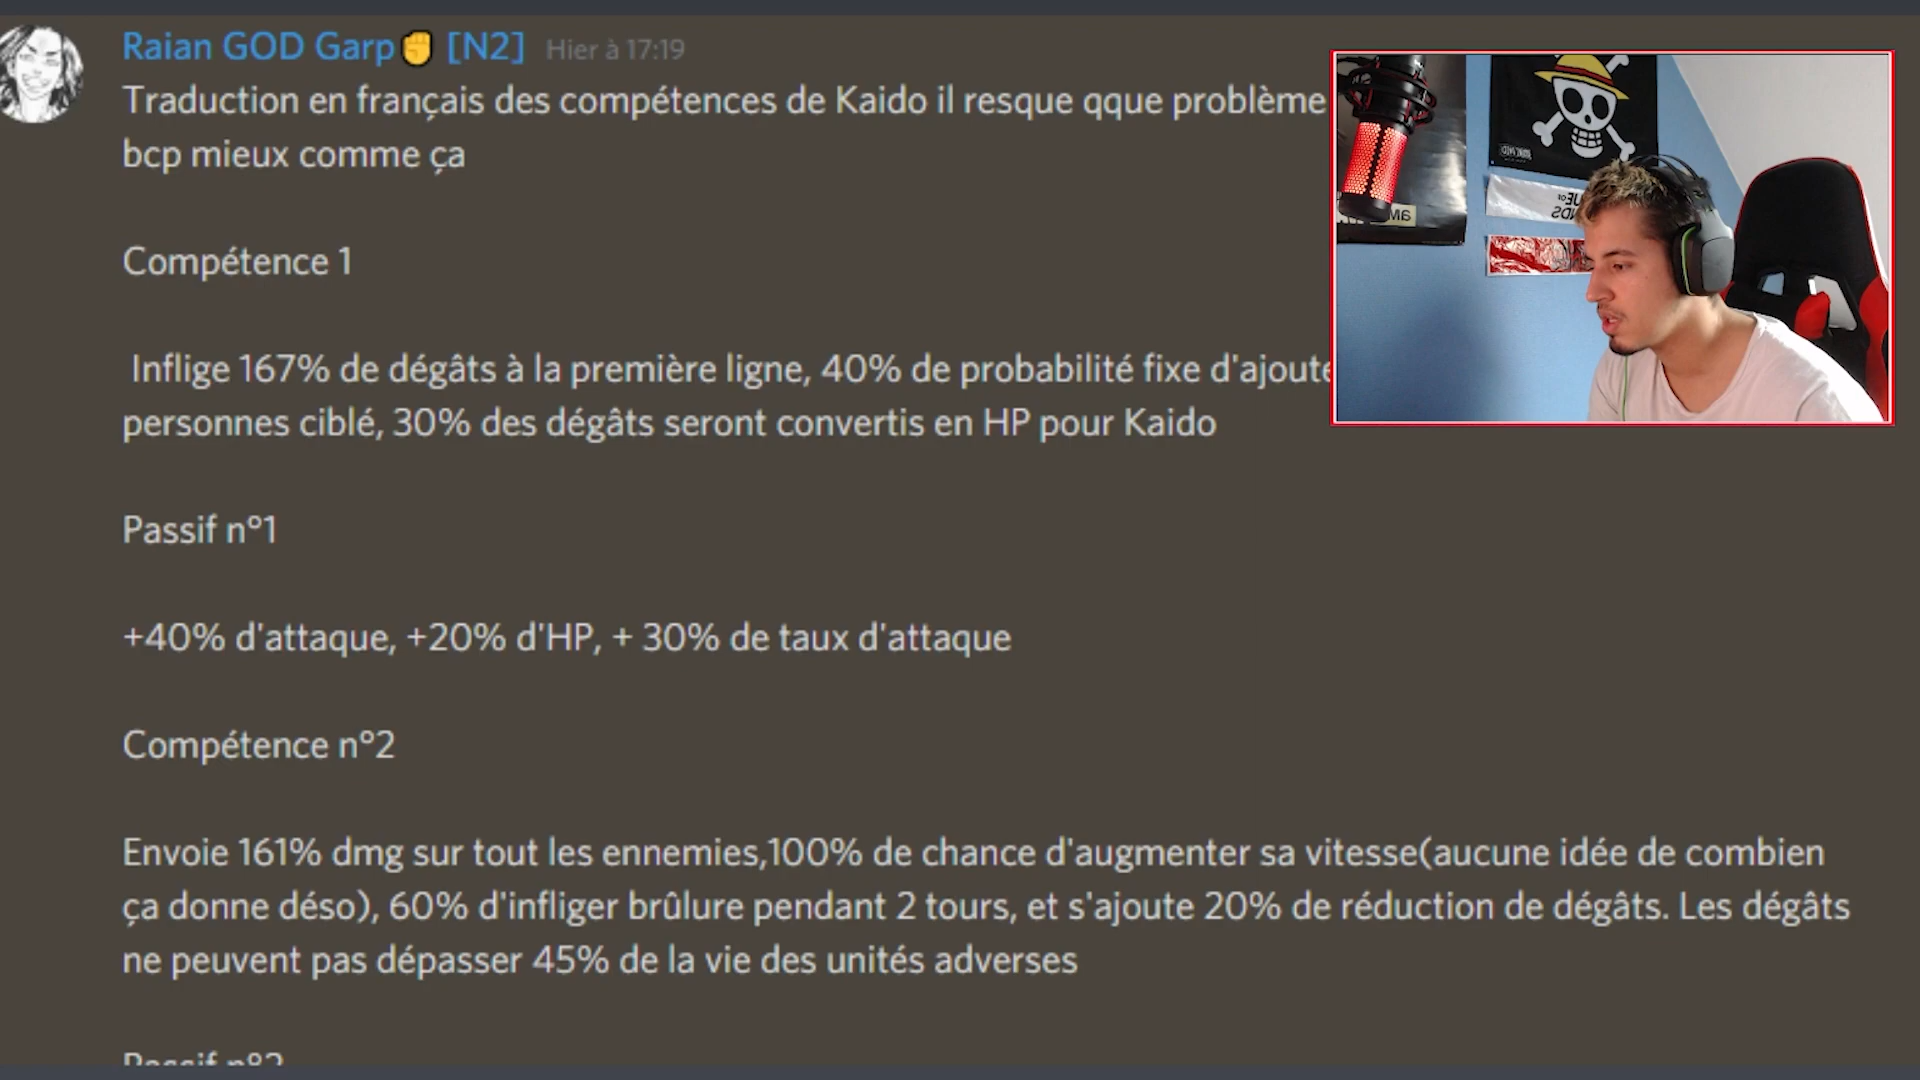 Raian GOD Garp✊ [N2] Hier à 17:19
Traduction en français des compétences de Kaido il resque qque problème
bcp mieux comme ça
Compétence 1
Inflige 167% de dégâts à la première ligne, 40% de probabilité fixe d'ajoute
personnes ciblé, 30% des dégâts seront convertis en HP pour Kaido
Passif n°1
+40% d'attaque, +20% d'HP, + 30% de taux d'attaque
Compétence n°2
Envoie 161% dmg sur tout les ennemies,100% de chance d'augmenter sa vitesse(aucune idée de combien
ça donne déso), 60% d'infliger brûlure pendant 2 tours, et s'ajoute 20% de réduction de dégâts. Les dégâts
ne peuvent pas dépasser 45% de la vie des unités adverses
Passif n°2